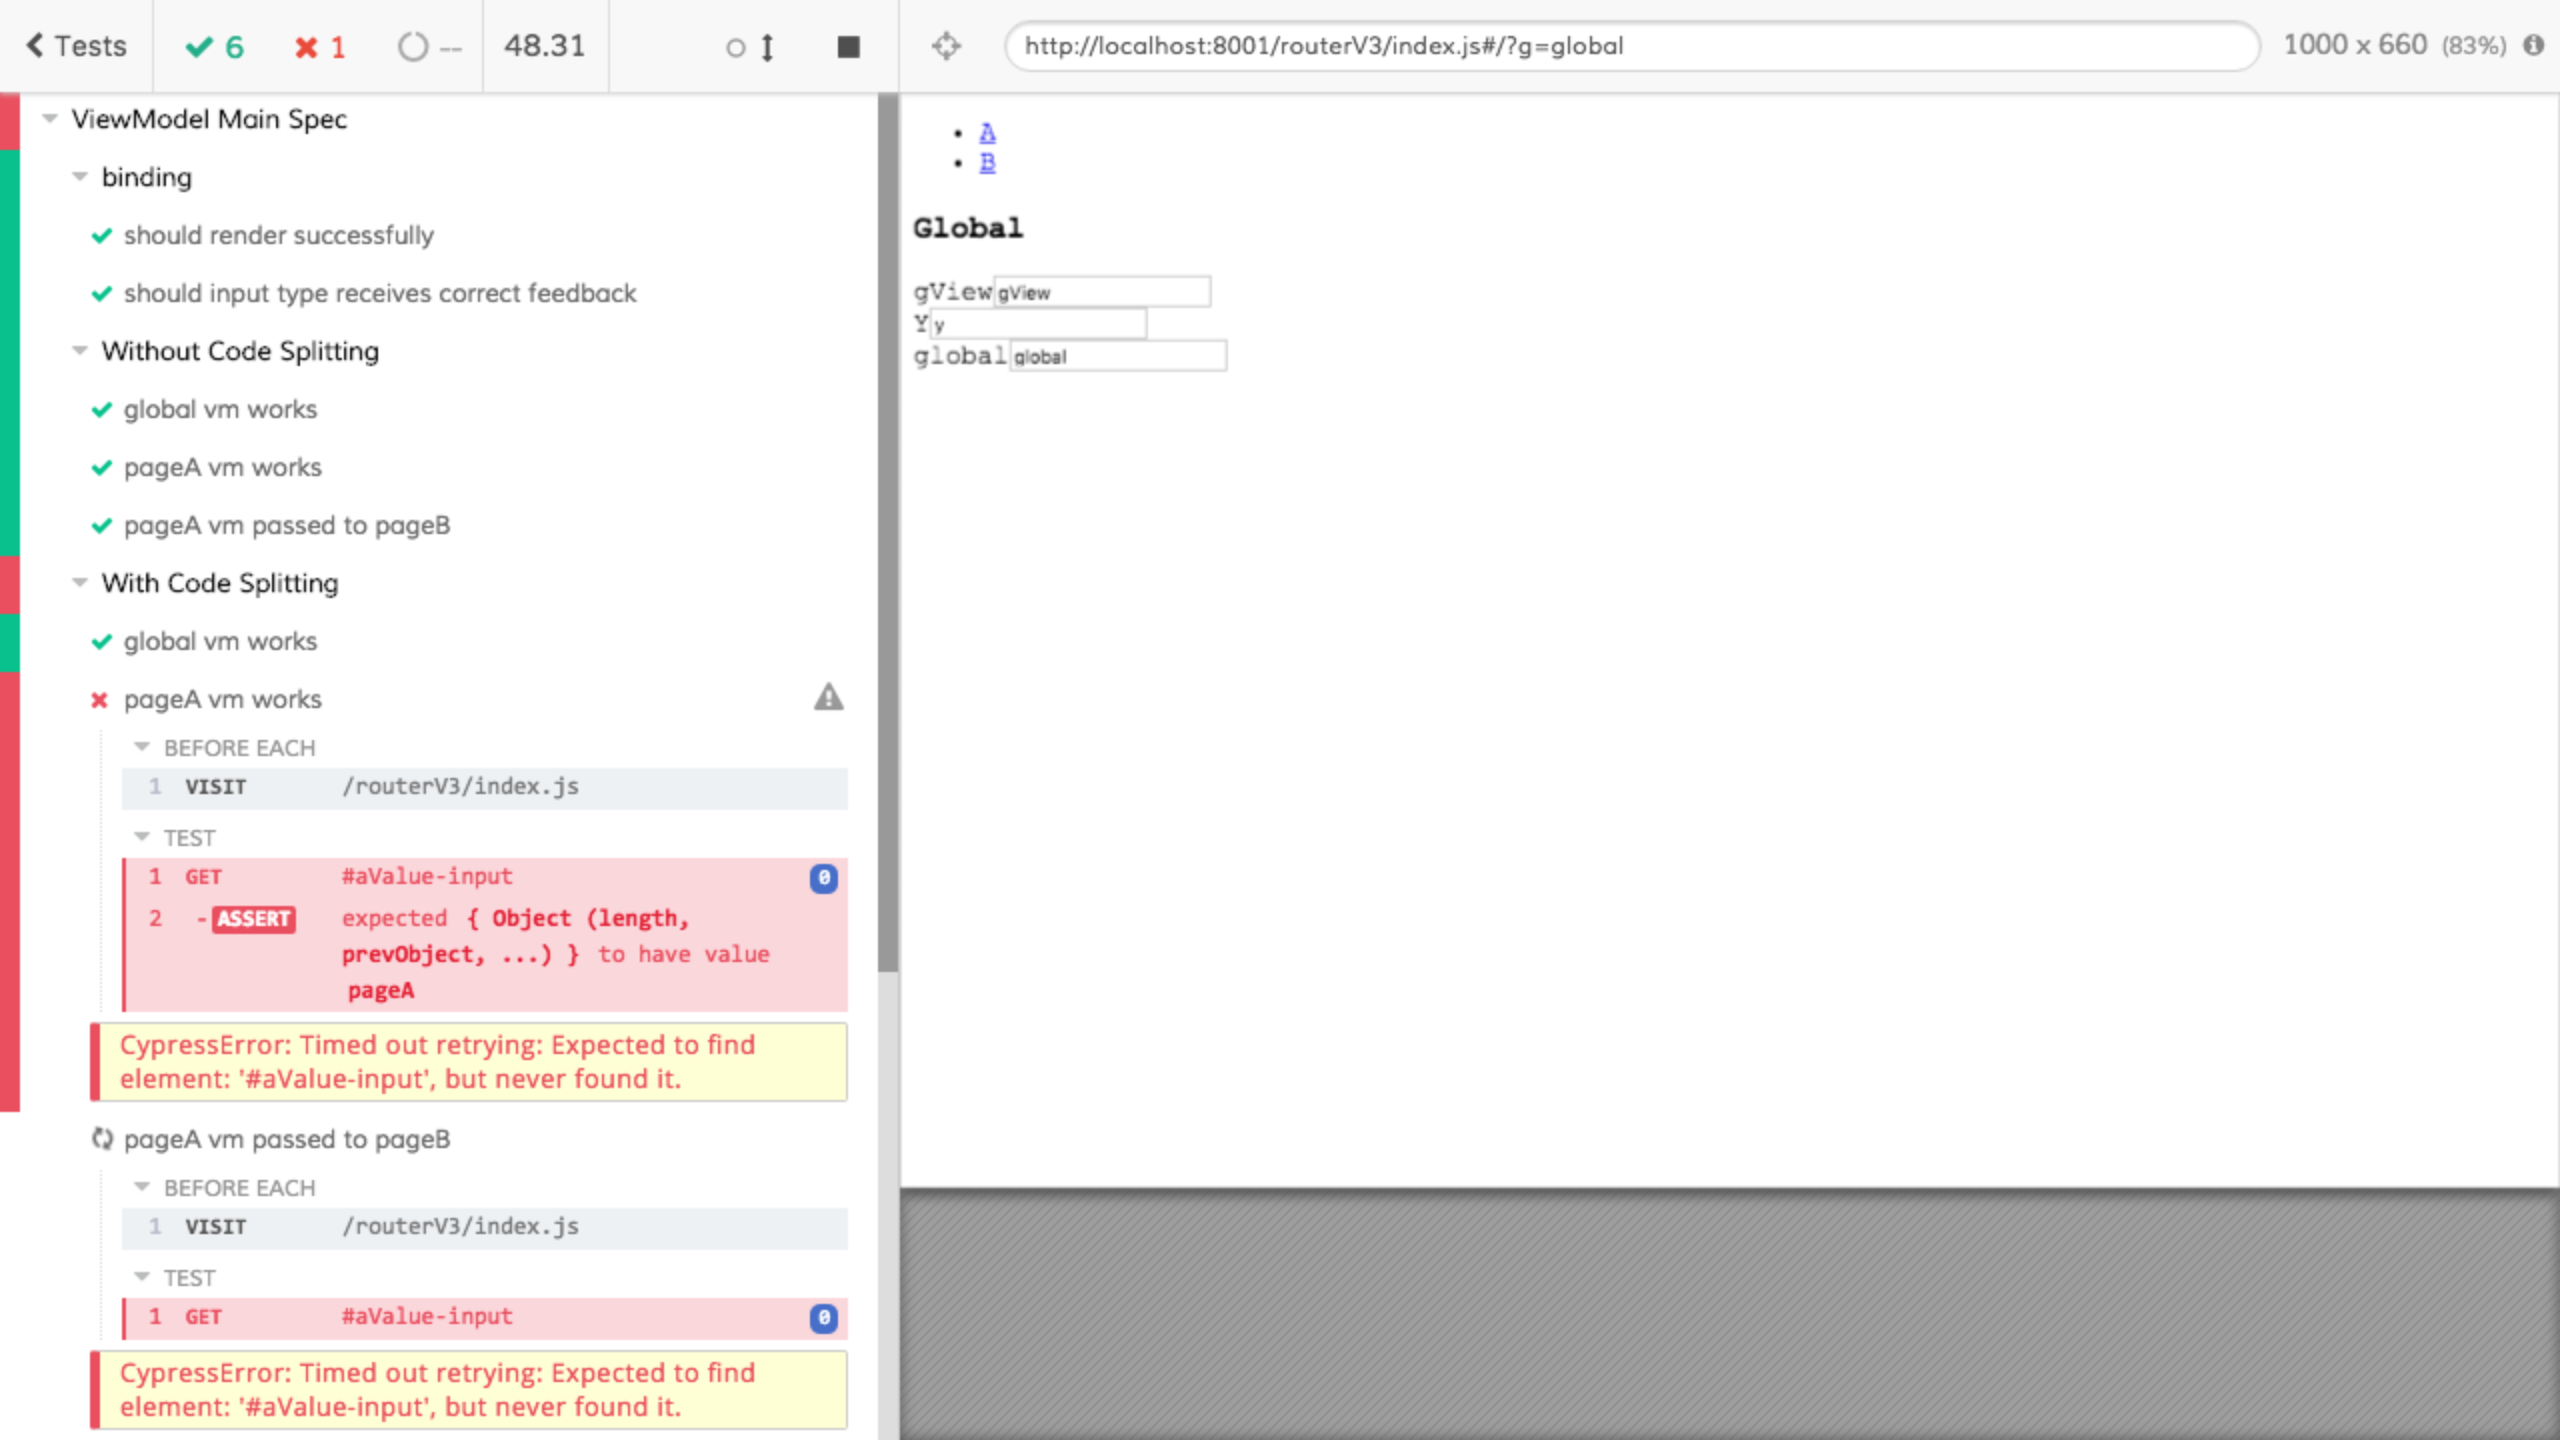 Tests
6
1
--
48.31
http://localhost:8001/routerV3/index.js#/?g=global
1000 x 660 (83%)
ViewModel Main Spec
binding
should render successfully
should input type receives correct feedback
Without Code Splitting
global vm works
pageA vm works
pageA vm passed to pageB
With Code Splitting
global vm works
pageA vm works
BEFORE EACH
1 VISIT /routerV3/index.js
TEST
1 GET #aValue-input 0
2 -ASSERT expected { Object (length,
prevObject, ...) } to have value
pageA
CypressError: Timed out retrying: Expected to find
element: '#aValue-input', but never found it.
pageA vm passed to pageB
BEFORE EACH
1 VISIT /routerV3/index.js
TEST
1 GET #aValue-input 0
CypressError: Timed out retrying: Expected to find
element: '#aValue-input', but never found it.
A
B
Global
gView gView
Y y
global global